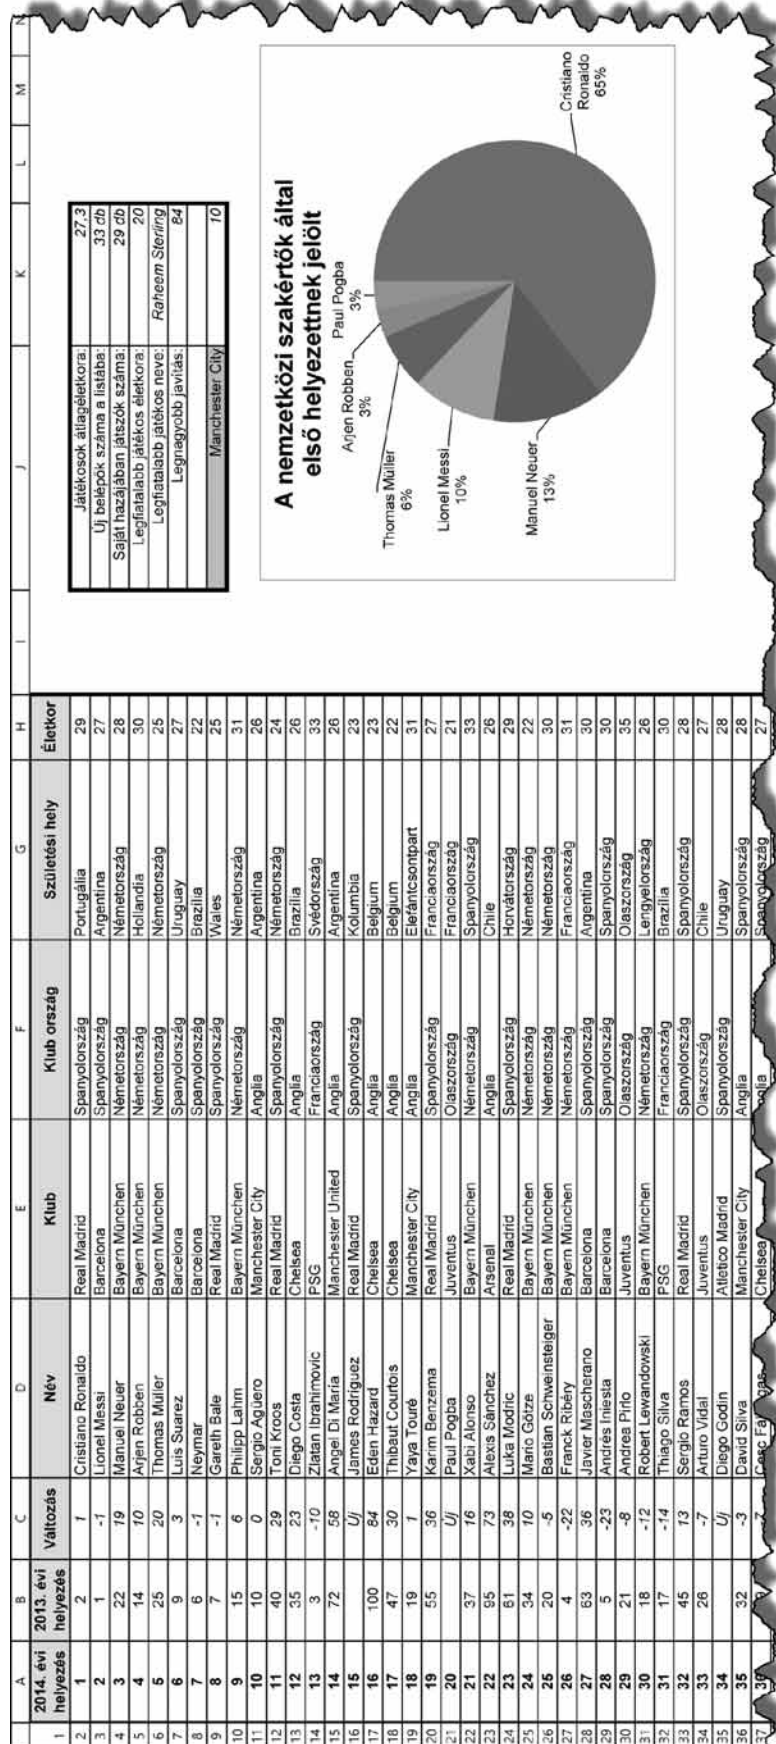 A B C D E F G H I J K L M N
1 2014. évi helyezés 2013. évi helyezés Változás Név Klub Klub ország Születési hely Életkor
2 1 2 1 Cristiano Ronaldo Real Madrid Spanyolország Portugália 29
3 2 1 -1 Lionel Messi Barcelona Spanyolország Argentína 27
4 3 22 19 Manuel Neuer Bayern München Németország Németország 28
5 4 14 10 Arjen Robben Bayern München Németország Hollandia 30
6 5 25 20 Thomas Müller Bayern München Németország Németország 25
7 6 9 3 Luis Suarez Barcelona Spanyolország Uruguay 27
8 7 6 -1 Neymar Barcelona Spanyolország Brazília 22
9 8 7 -1 Gareth Bale Real Madrid Spanyolország Wales 25
10 9 15 6 Philipp Lahm Bayern München Németország Németország 31
11 10 10 0 Sergio Agüero Manchester City Anglia Argentína 26
12 11 40 29 Toni Kroos Real Madrid Spanyolország Németország 24
13 12 35 23 Diego Costa Chelsea Anglia Brazília 26
14 13 3 -10 Zlatan Ibrahimovic PSG Franciaország Svédország 33
15 14 72 58 Angel Di Maria Manchester United Anglia Argentína 26
16 15 Új James Rodríguez Real Madrid Spanyolország Kolumbia 23
17 16 100 84 Eden Hazard Chelsea Anglia Belgium 23
18 17 47 30 Thibaut Courtois Chelsea Anglia Belgium 22
19 18 19 1 Yaya Touré Manchester City Anglia Elefántcsontpart 31
20 19 55 36 Karim Benzema Real Madrid Spanyolország Franciaország 27
21 20 Új Paul Pogba Juventus Olaszország Franciaország 21
22 21 37 16 Xabi Alonso Bayern München Németország Spanyolország 33
23 22 95 73 Alexis Sánchez Arsenal Anglia Chile 26
24 23 61 38 Luka Modric Real Madrid Spanyolország Horvátország 29
25 24 34 10 Mario Götze Bayern München Németország Németország 22
26 25 20 -5 Bastian Schweinsteiger Bayern München Németország Németország 30
27 26 4 -22 Franck Ribéry Bayern München Németország Franciaország 31
28 27 63 36 Javier Mascherano Barcelona Spanyolország Argentína 30
29 28 5 -23 Andrés Iniesta Barcelona Spanyolország Spanyolország 30
30 29 21 -8 Andrea Pirlo Juventus Olaszország Olaszország 35
31 30 18 -12 Robert Lewandowski Bayern München Németország Lengyelország 26
32 31 17 -14 Thiago Silva PSG Franciaország Brazília 30
33 32 45 13 Sergio Ramos Real Madrid Spanyolország Spanyolország 28
34 33 26 -7 Arturo Vidal Juventus Olaszország Chile 27
35 34 Új Diego Godin Atletico Madrid Spanyolország Uruguay 28
36 35 32 -3 David Silva Manchester City Anglia Spanyolország 28
37 36 Cesc Chelsea Spanyolország 27
Játékosok átlagéletkora: 27,3
Új belépők száma a listába: 33 db
Saját hazájában játszók száma: 29 db
Legfiatalabb játékos életkora: 20
Legfiatalabb játékos neve: Raheem Sterling
Legnagyobb javítás: 84
Manchester City 10
A nemzetközi szakértők által
első helyezettnek jelölt
Paul Pogba
3%
Arjen Robben
3%
Thomas Müller
6%
Lionel Messi
10%
Manuel Neuer
13%
Cristiano
Ronaldo
65%